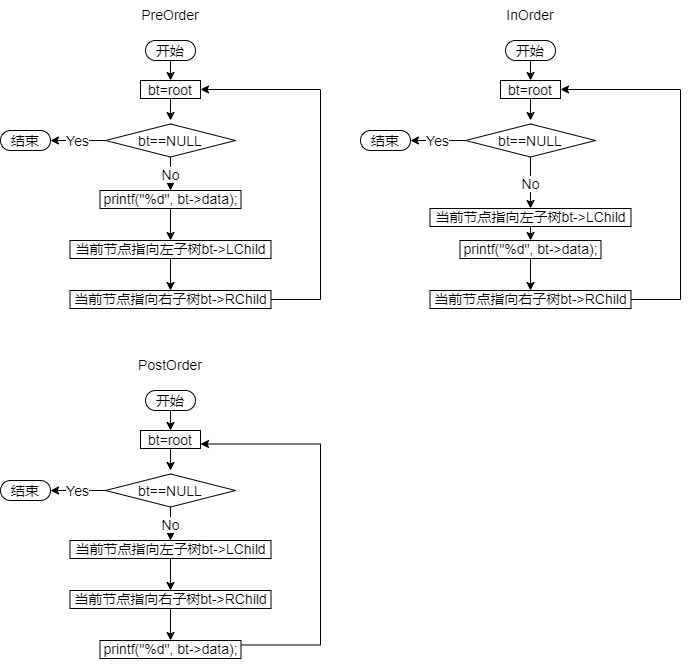 PreOrder
开始
bt=root
bt==NULL
Yes
结束
No
printf("%d", bt->data);
当前节点指向左子树bt->LChild
当前节点指向右子树bt->RChild
InOrder
开始
bt=root
bt==NULL
Yes
结束
No
当前节点指向左子树bt->LChild
printf("%d", bt->data);
当前节点指向右子树bt->RChild
PostOrder
开始
bt=root
bt==NULL
Yes
结束
No
当前节点指向左子树bt->LChild
当前节点指向右子树bt->RChild
printf("%d", bt->data);